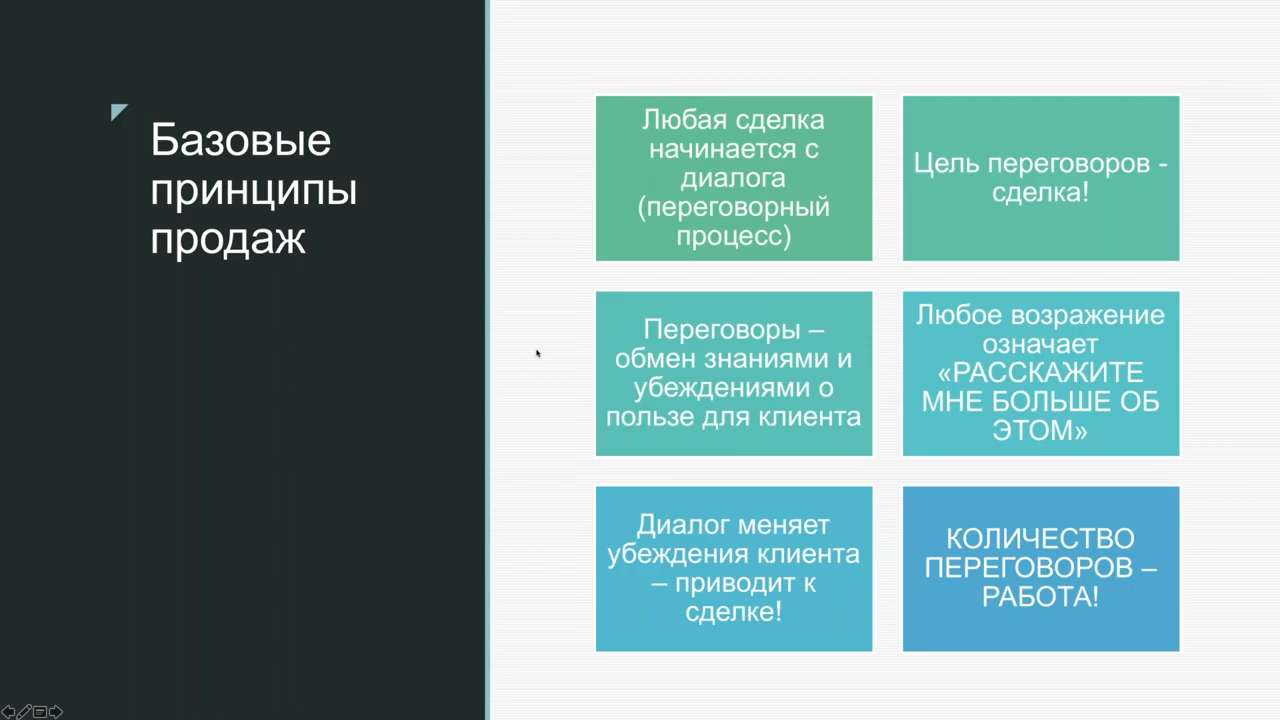 Базовые
принципы
продаж
Любая сделка
начинается с
диалога
(переговорный
процесс)
Цель переговоров -
сделка!
Переговоры –
обмен знаниями и
убеждениями о
пользе для клиента
Любое возражение
означает
«РАССКАЖИТЕ
МНЕ БОЛЬШЕ ОБ
ЭТОМ»
Диалог меняет
убеждения клиента
– приводит к
сделке!
КОЛИЧЕСТВО
ПЕРЕГОВОРОВ –
РАБОТА!